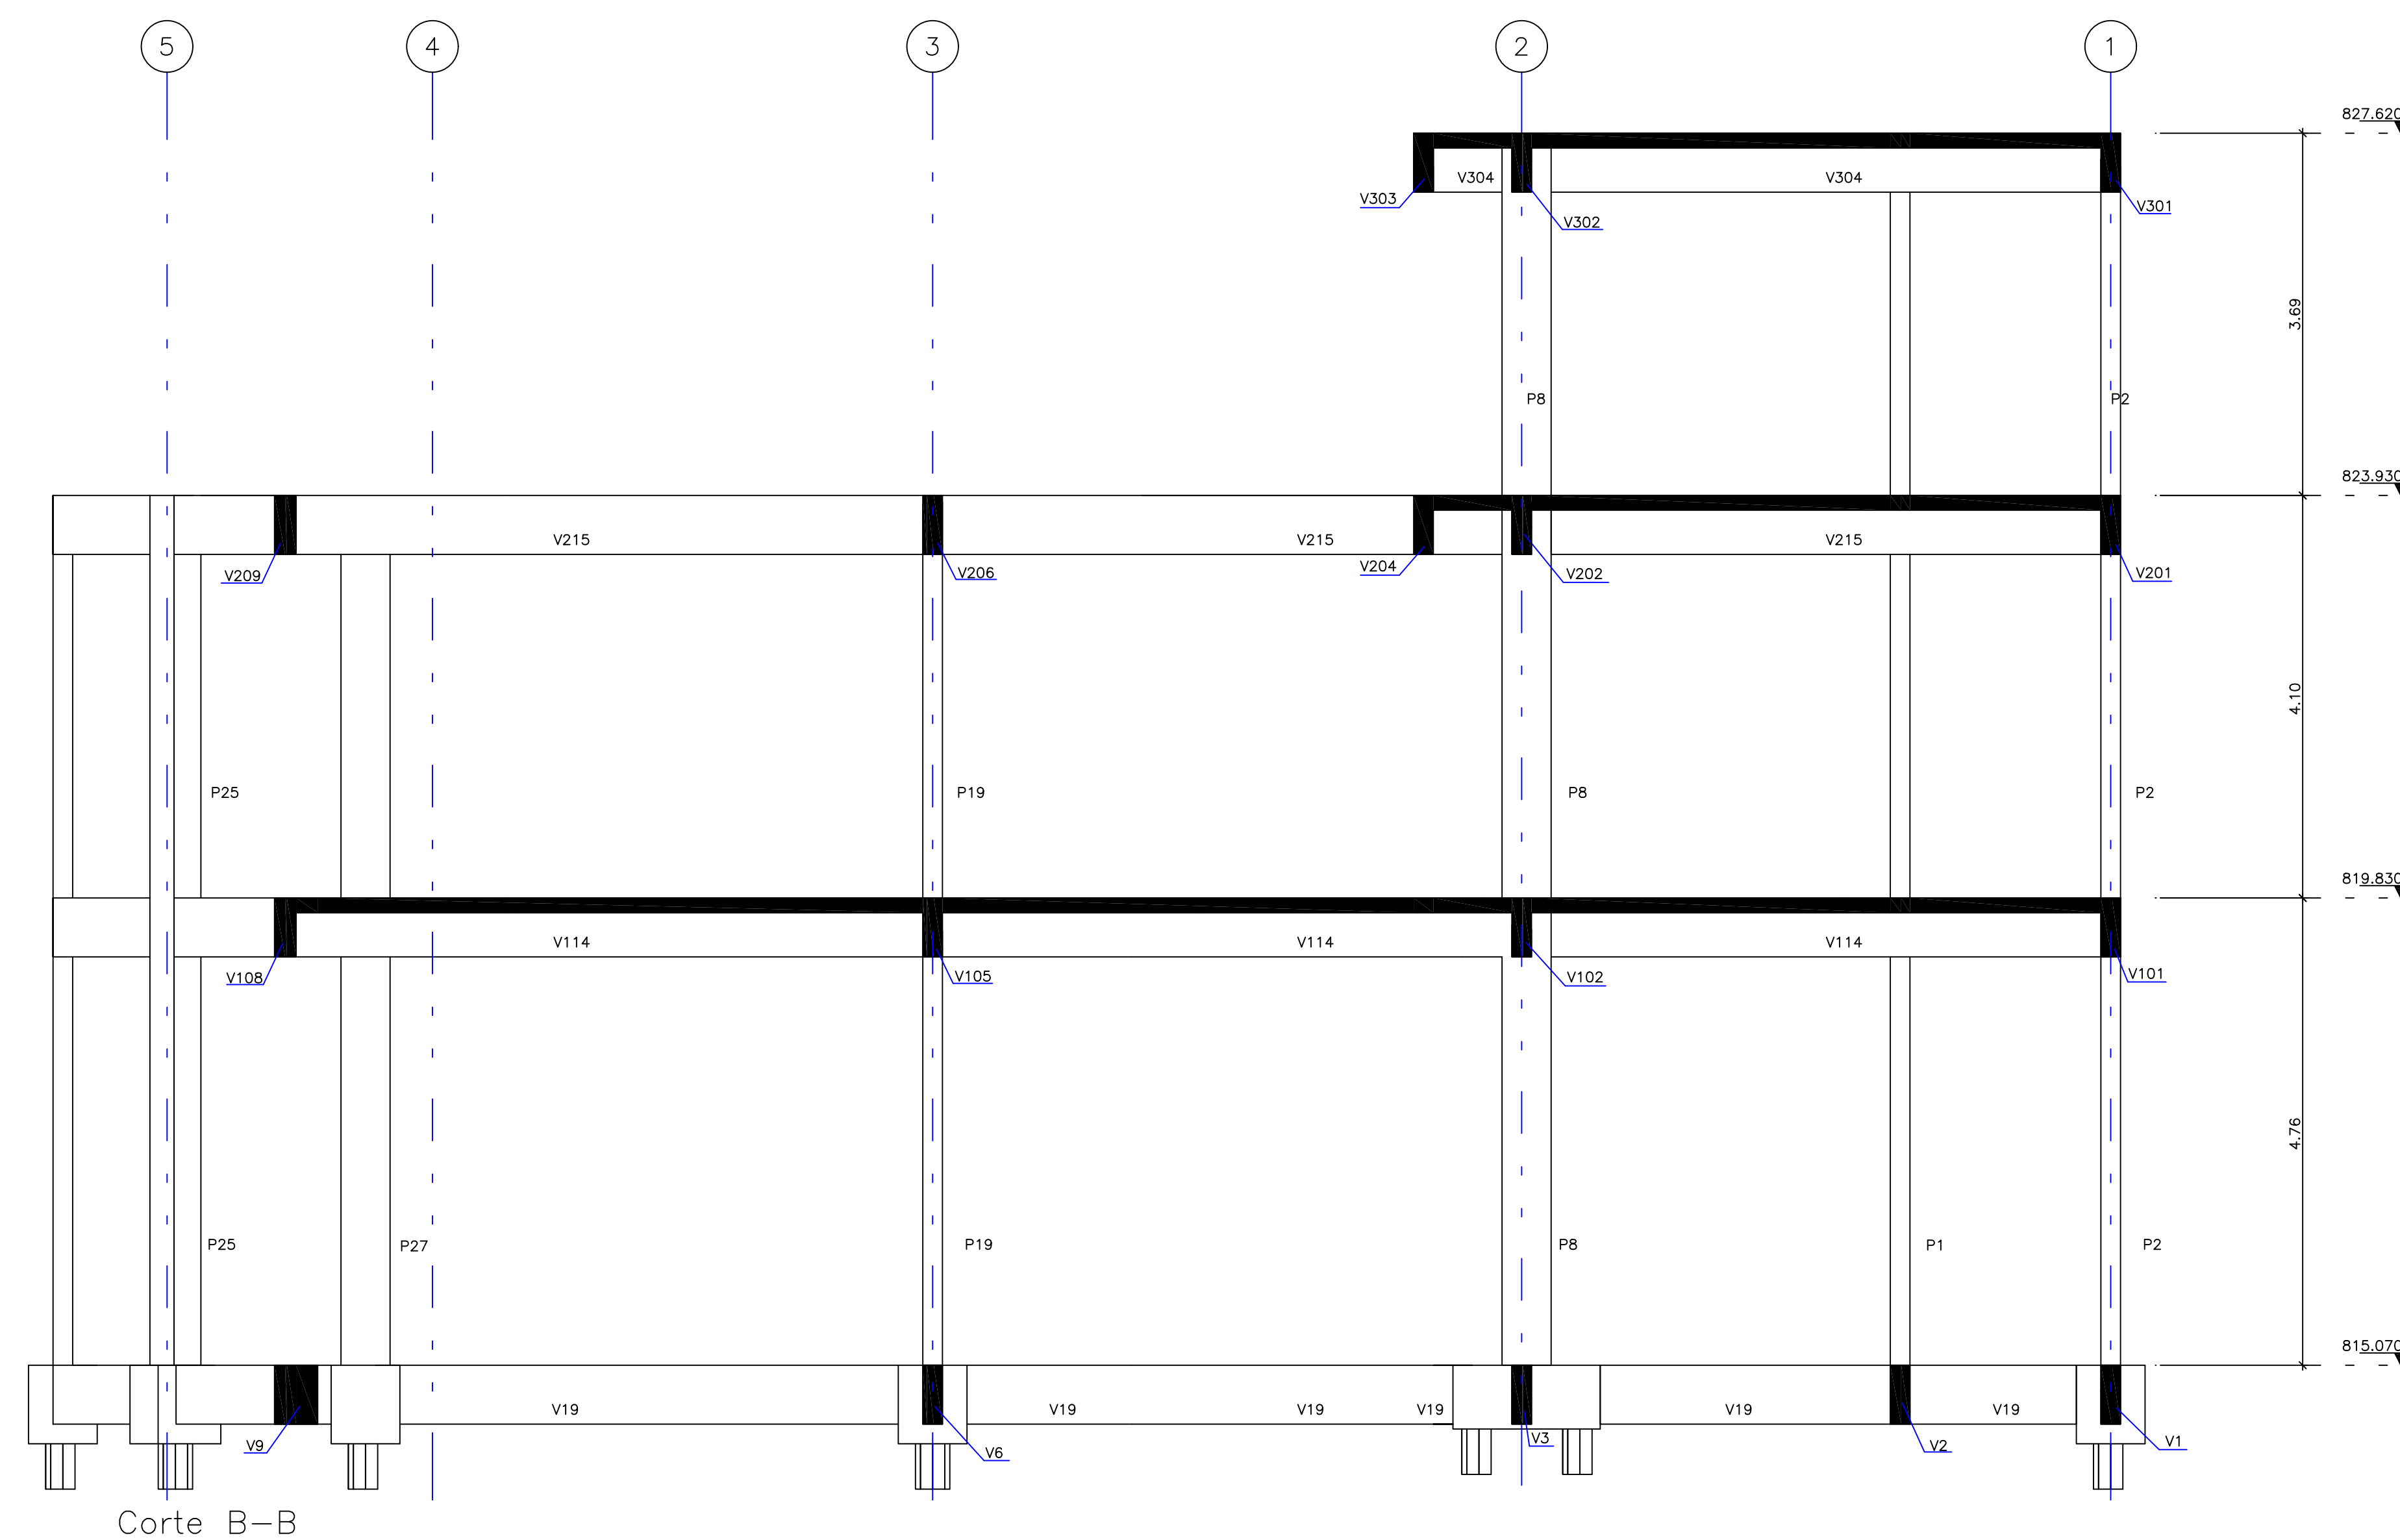 5 4 3 2 1
827.620
V304 V304
V303 V302 V301
3.69
P8 P2
823.930
V215 V215 V215
V209 V206 V204 V202 V201
4.10
P25 P19 P8 P2
819.830
V114 V114 V114
V108 V105 V102 V101
4.76
P25 P27 P19 P8 P1 P2
815.070
V19 V19 V19 V19 V19 V19
V9 V6 V3 V2 V1
Corte B-B